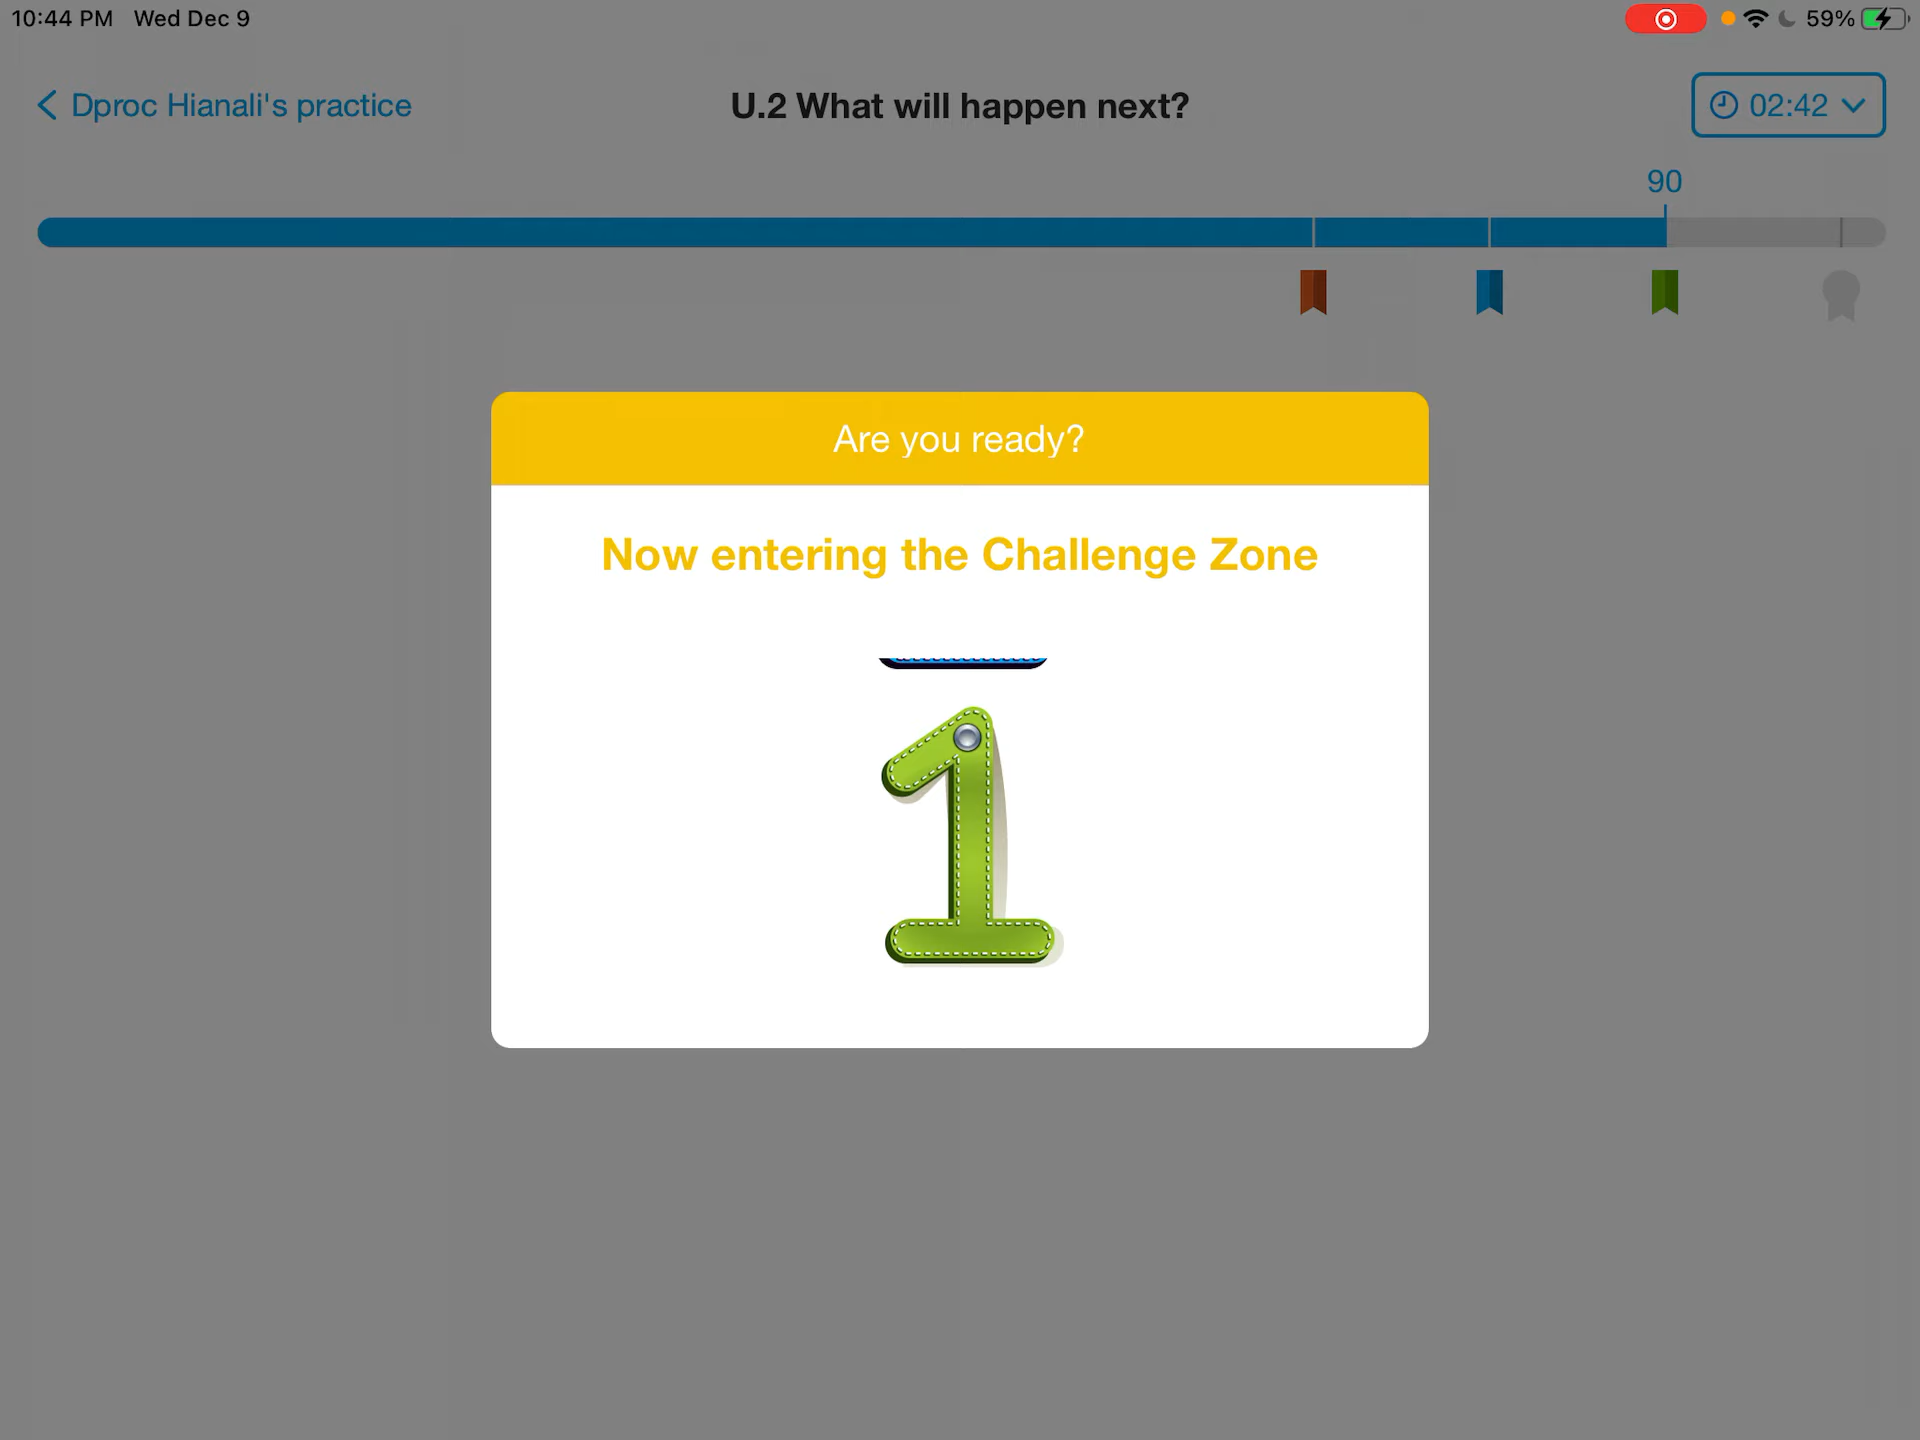 10:44 PM Wed Dec 9 59%
Dproc Hianali's practice U.2 What will happen next? 02:42
90
Are you ready?
Now entering the Challenge Zone
1